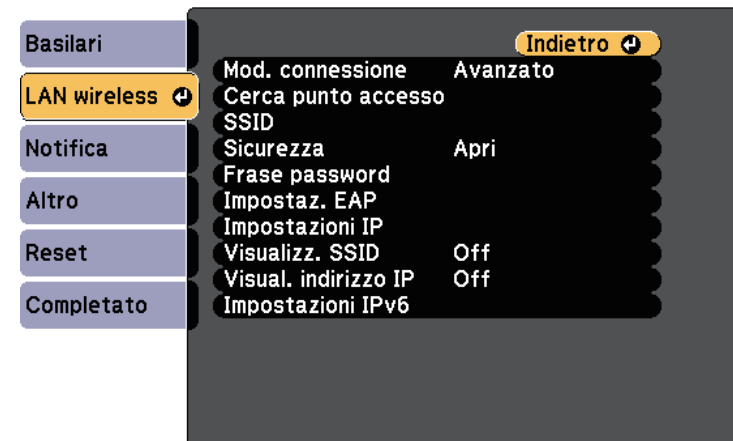 Basilari
LAN wireless
Notifica
Altro
Reset
Completato
Indietro
Mod. connessione Avanzato
Cerca punto accesso
SSID
Sicurezza Apri
Frase password
Impostaz. EAP
Impostazioni IP
Visualizz. SSID Off
Visual. indirizzo IP Off
Impostazioni IPv6